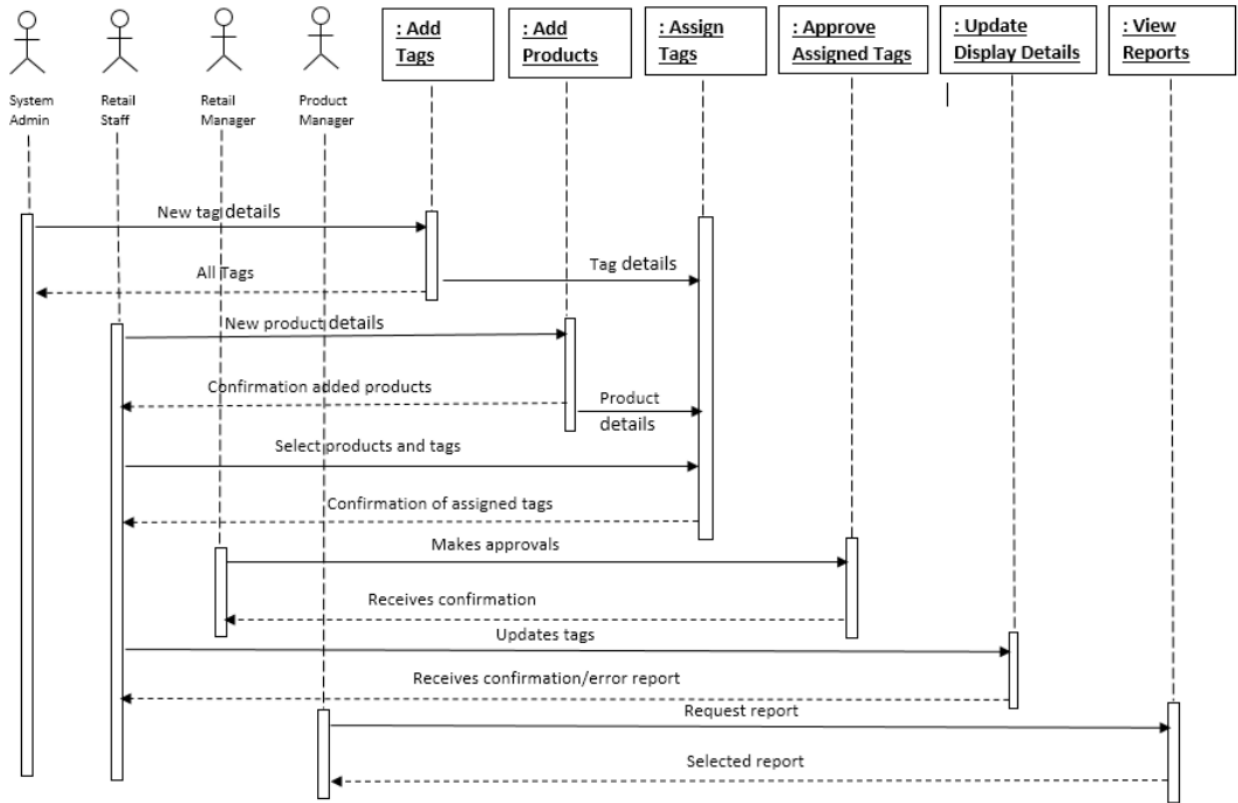 : Add
Tags
: Add
Products
: Assign
Tags
: Approve
Assigned Tags
: Update
Display Details
: View
Reports
System
Admin
Retail
Staff
Retail
Manager
Product
Manager
New tag details
All Tags
Tag details
New product details
Confirmation added products
Product
details
Select products and tags
Confirmation of assigned tags
Makes approvals
Receives confirmation
Updates tags
Receives confirmation/error report
Request report
Selected report